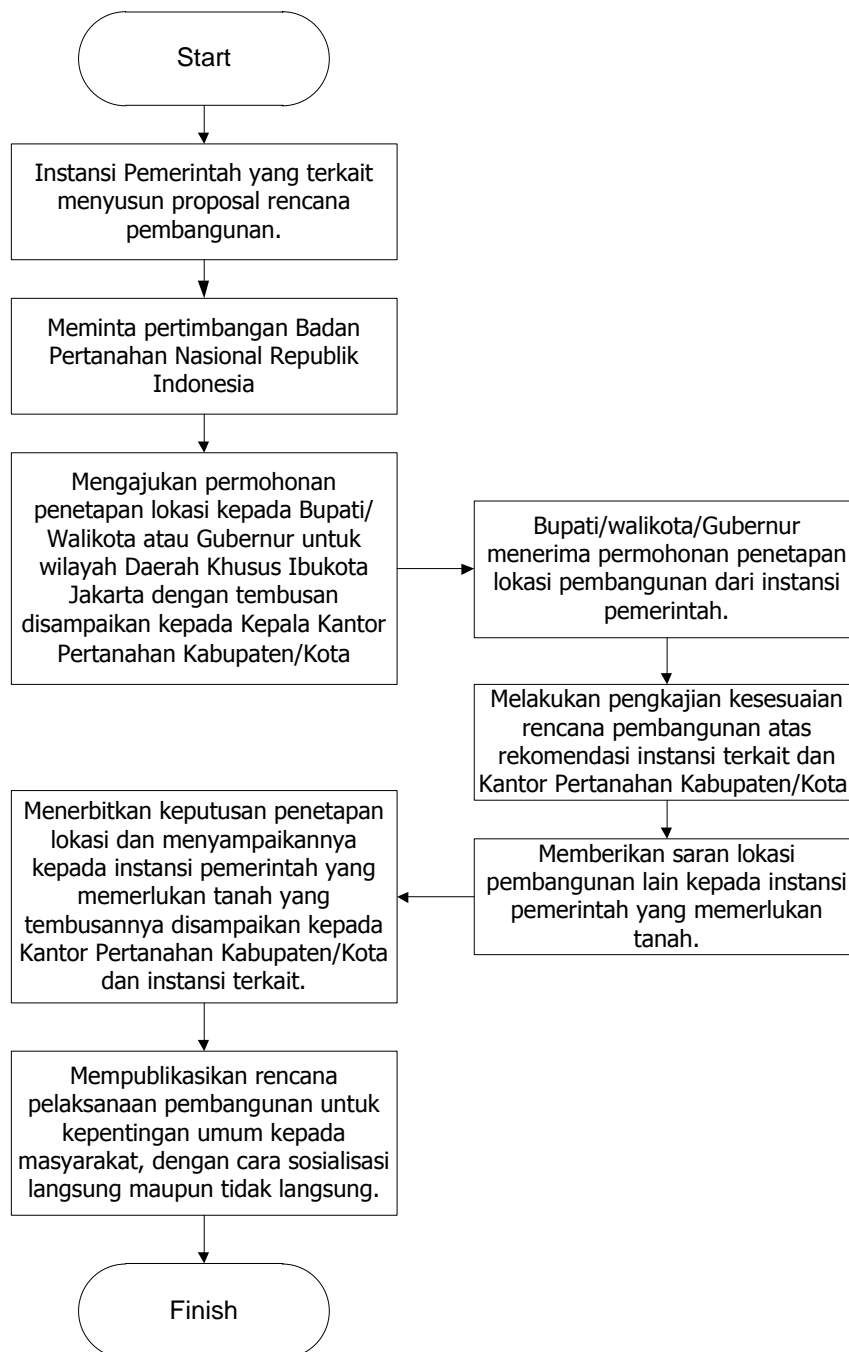 Start
Instansi Pemerintah yang terkait
menyusun proposal rencana
pembangunan.
Meminta pertimbangan Badan
Pertanahan Nasional Republik
Indonesia
Mengajukan permohonan
penetapan lokasi kepada Bupati/
Walikota atau Gubernur untuk
wilayah Daerah Khusus Ibukota
Jakarta dengan tembusan
disampaikan kepada Kepala Kantor
Pertanahan Kabupaten/Kota
Bupati/walikota/Gubernur
menerima permohonan penetapan
lokasi pembangunan dari instansi
pemerintah.
Melakukan pengkajian kesesuaian
rencana pembangunan atas
rekomendasi instansi terkait dan
Kantor Pertanahan Kabupaten/Kota.
Memberikan saran lokasi
pembangunan lain kepada instansi
pemerintah yang memerlukan
tanah.
Menerbitkan keputusan penetapan
lokasi dan menyampaikannya
kepada instansi pemerintah yang
memerlukan tanah yang
tembusannya disampaikan kepada
Kantor Pertanahan Kabupaten/Kota
dan instansi terkait.
Mempublikasikan rencana
pelaksanaan pembangunan untuk
kepentingan umum kepada
masyarakat, dengan cara sosialisasi
langsung maupun tidak langsung.
Finish